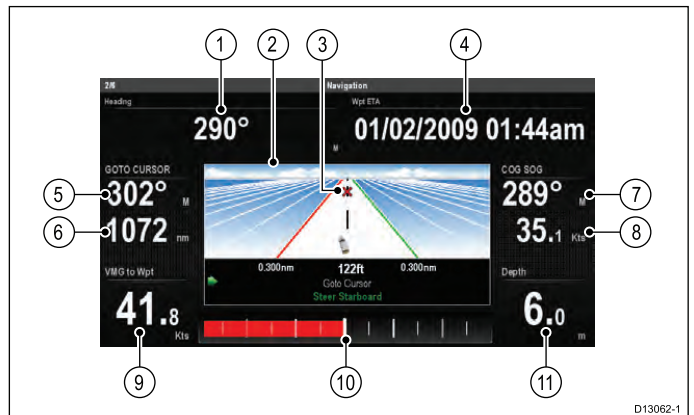 1
2
3
4
2/6 Navigation
Heading Wpt ETA
290° M 01/02/2009 01:44am
GOTO CURSOR COG SOG
5 302° M 289° M 7
6 1072 nm 35.1 Kts 8
0.300nm 122ft 0.300nm
Goto Cursor
Steer Starboard
VMG to Wpt Depth
41.8 Kts 6.0 m
9
10
11
D13062-1